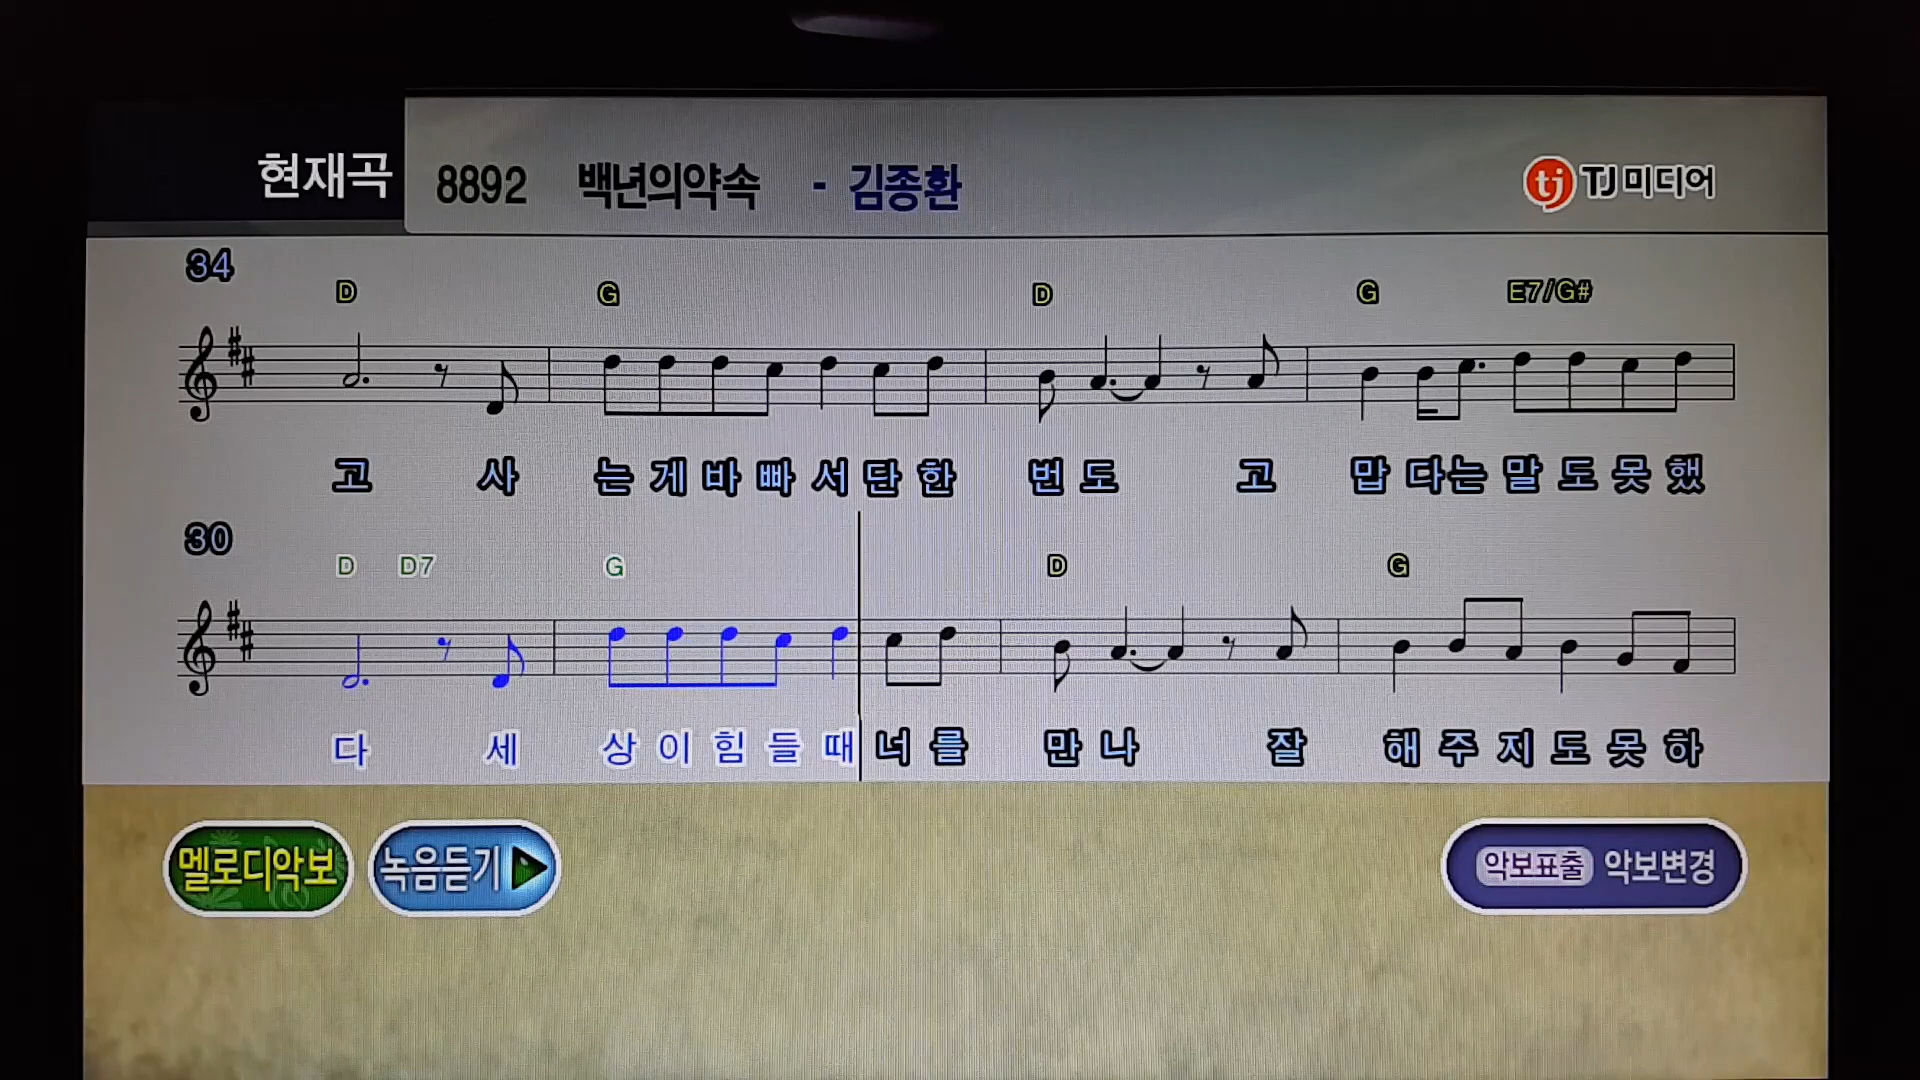 현재곡 8892 백년의약속 - 김종환 tj TJ미디어
34
D G D G E7/G#
고 사 는 게 바 빠 서 단 한 번 도 고 맙 다 는 말 도 못 했
30
D D7 G D G
다 세 상 이 힘 들 때 너 를 만 나 잘 해 주 지 도 못 하
멜로디악보 녹음듣기 악보표출 악보변경